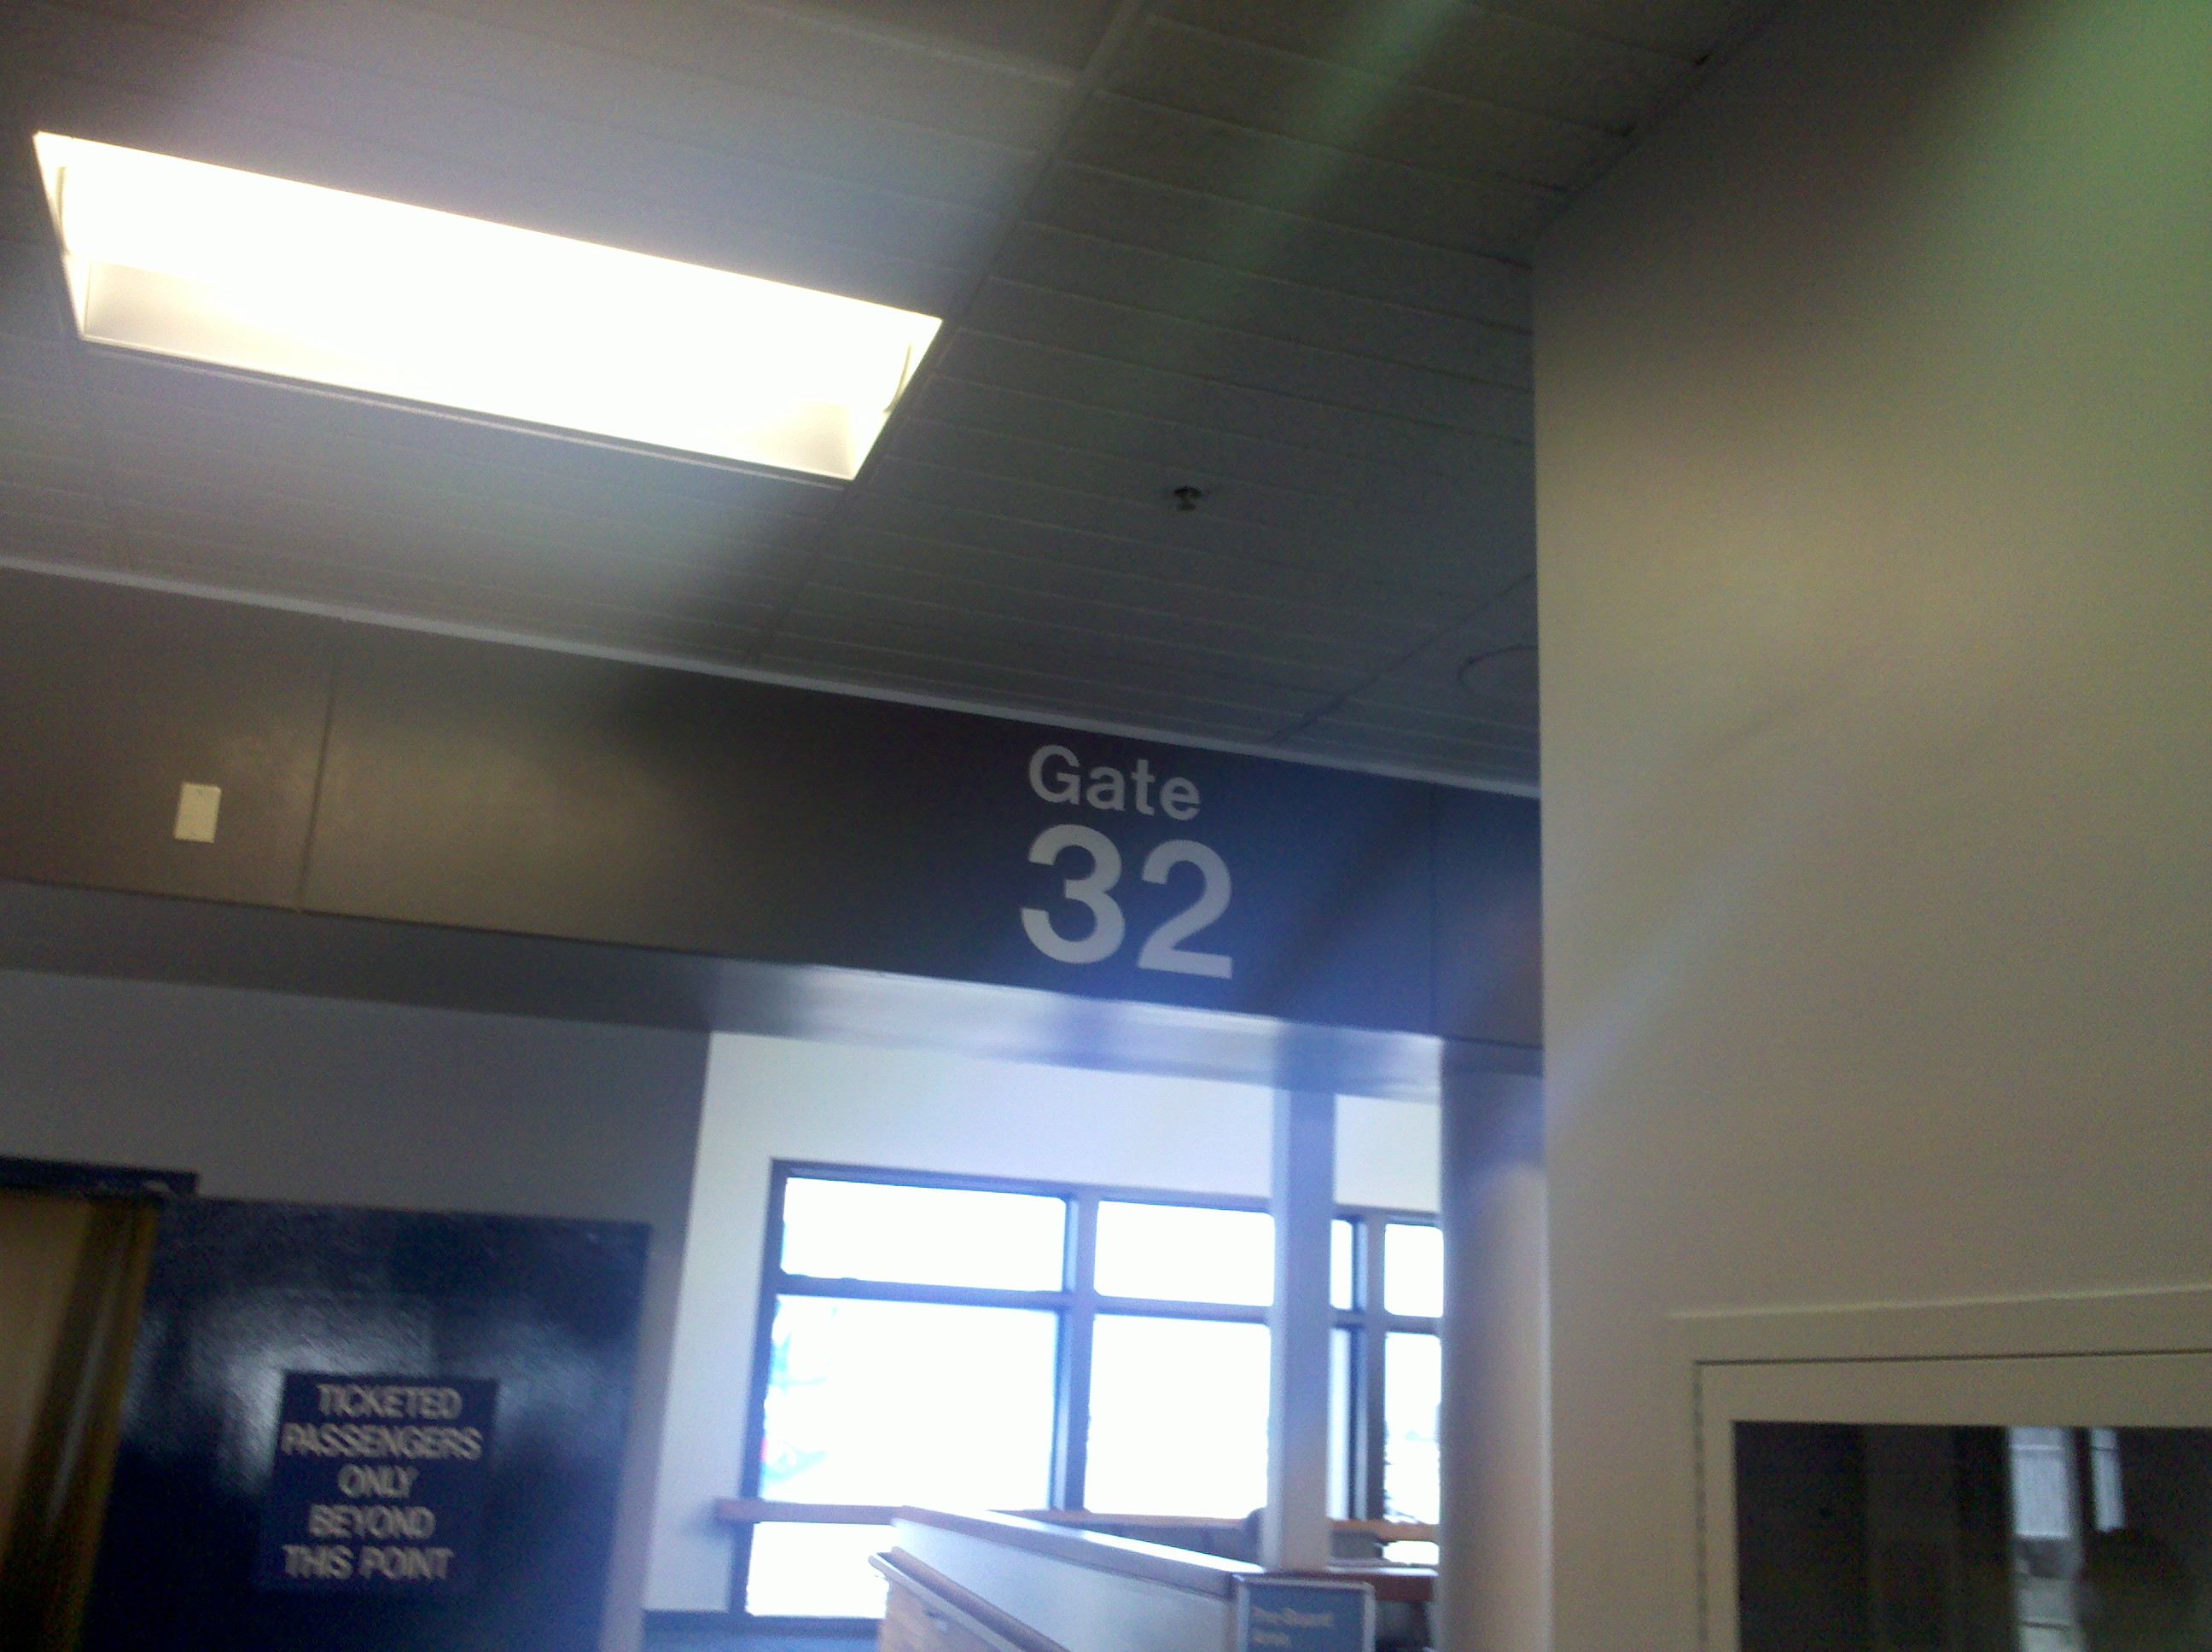 Gate
32
TICKETED
PASSENGERS
ONLY
BEYOND
THIS POINT